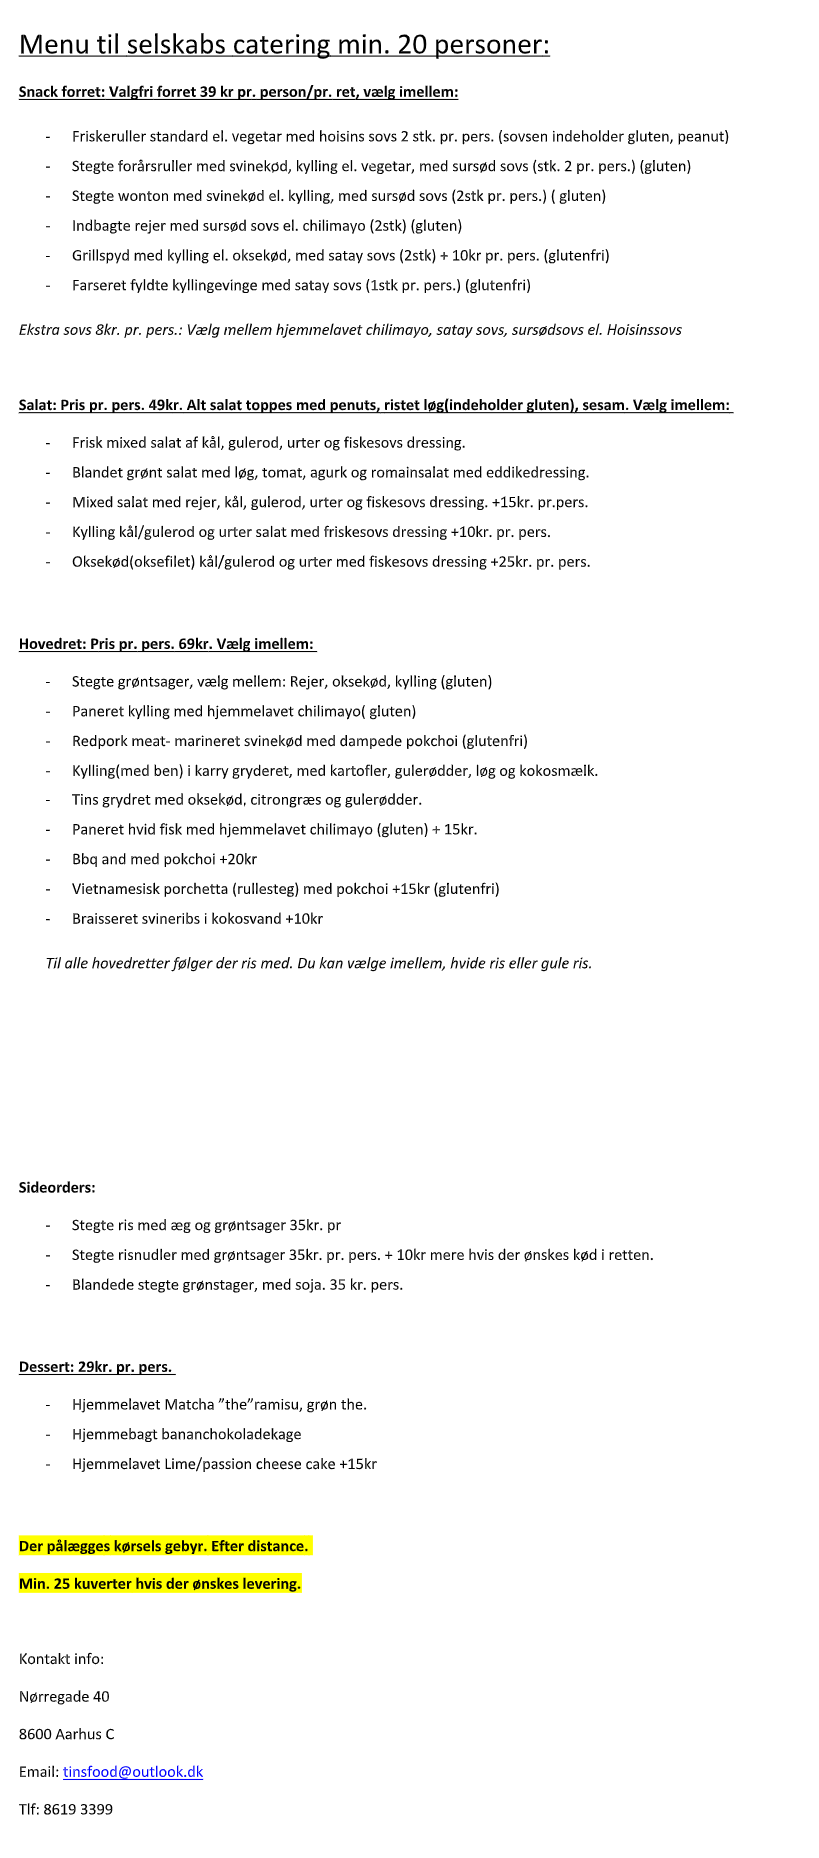 Menu til selskabs catering min. 20 personer:
Snack forret: Valgfri forret 39 kr pr. person/pr. ret, vælg imellem:
- Friskeruller standard el. vegetar med hoisins sovs 2 stk. pr. pers. (sovsen indeholder gluten, peanut)
- Stegte forårsruller med svinekød, kylling el. vegetar, med sursød sovs (stk. 2 pr. pers.) (gluten)
- Stegte wonton med svinekød el. kylling, med sursød sovs (2stk pr. pers.) ( gluten)
- Indbagte rejer med sursød sovs el. chilimayo (2stk) (gluten)
- Grillspyd med kylling el. oksekød, med satay sovs (2stk) + 10kr pr. pers. (glutenfri)
- Farseret fyldte kyllingevinge med satay sovs (1stk pr. pers.) (glutenfri)
Ekstra sovs 8kr. pr. pers.: Vælg mellem hjemmelavet chilimayo, satay sovs, sursødsovs el. Hoisinssovs
Salat: Pris pr. pers. 49kr. Alt salat toppes med penuts, ristet løg(indeholder gluten), sesam. Vælg imellem:
- Frisk mixed salat af kål, gulerod, urter og fiskesovs dressing.
- Blandet grønt salat med løg, tomat, agurk og romainsalat med eddikedressing.
- Mixed salat med rejer, kål, gulerod, urter og fiskesovs dressing. +15kr. pr.pers.
- Kylling kål/gulerod og urter salat med friskesovs dressing +10kr. pr. pers.
- Oksekød(oksefilet) kål/gulerod og urter med fiskesovs dressing +25kr. pr. pers.
Hovedret: Pris pr. pers. 69kr. Vælg imellem:
- Stegte grøntsager, vælg mellem: Rejer, oksekød, kylling (gluten)
- Paneret kylling med hjemmelavet chilimayo( gluten)
- Redpork meat- marineret svinekød med dampede pokchoi (glutenfri)
- Kylling(med ben) i karry gryderet, med kartofler, gulerødder, løg og kokosmælk.
- Tins grydret med oksekød, citrongræs og gulerødder.
- Paneret hvid fisk med hjemmelavet chilimayo (gluten) + 15kr.
- Bbq and med pokchoi +20kr
- Vietnamesisk porchetta (rullesteg) med pokchoi +15kr (glutenfri)
- Braisseret svineribs i kokosvand +10kr
Til alle hovedretter følger der ris med. Du kan vælge imellem, hvide ris eller gule ris.
Sideorders:
- Stegte ris med æg og grøntsager 35kr. pr
- Stegte risnudler med grøntsager 35kr. pr. pers. + 10kr mere hvis der ønskes kød i retten.
- Blandede stegte grønstager, med soja. 35 kr. pers.
Dessert: 29kr. pr. pers.
- Hjemmelavet Matcha ”the”ramisu, grøn the.
- Hjemmebagt bananchokoladekage
- Hjemmelavet Lime/passion cheese cake +15kr
Der pålægges kørsels gebyr. Efter distance.
Min. 25 kuverter hvis der ønskes levering.
Kontakt info:
Nørregade 40
8600 Aarhus C
Email: tinsfood@outlook.dk
Tlf: 8619 3399